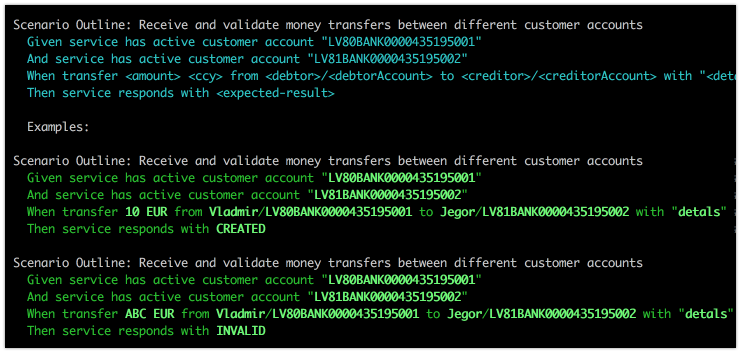 Scenario Outline: Receive and validate money transfers between different customer accounts
Given service has active customer account "LV80BANK0000435195001"
And service has active customer account "LV81BANK0000435195002"
When transfer <amount> <ccy> from <debtor>/<debtorAccount> to <creditor>/<creditorAccount> with "<deta
Then service responds with <expected-result>
Examples:
Scenario Outline: Receive and validate money transfers between different customer accounts
Given service has active customer account "LV80BANK0000435195001"
And service has active customer account "LV81BANK0000435195002"
When transfer 10 EUR from Vladmir/LV80BANK0000435195001 to Jegor/LV81BANK0000435195002 with "detals"
Then service responds with CREATED
Scenario Outline: Receive and validate money transfers between different customer accounts
Given service has active customer account "LV80BANK0000435195001"
And service has active customer account "LV81BANK0000435195002"
When transfer ABC EUR from Vladmir/LV80BANK0000435195001 to Jegor/LV81BANK0000435195002 with "detals"
Then service responds with INVALID